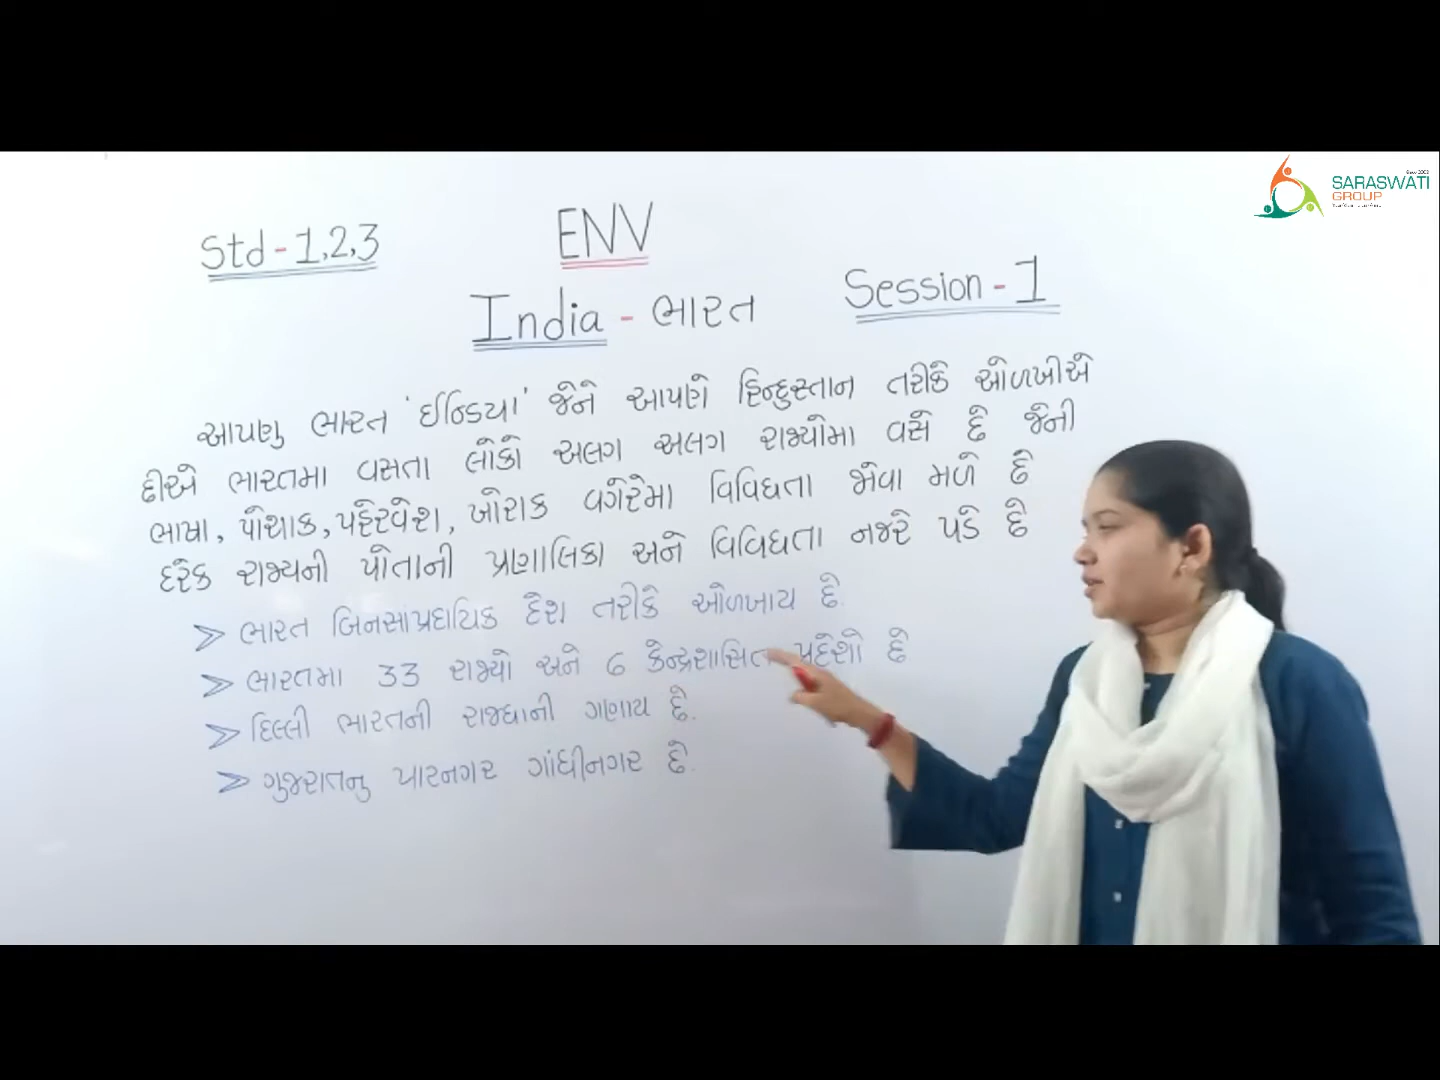 SARASWATI
GROUP
Std-1,2,3
ENV
India - ભારત
Session-1
આપણુ ભારત 'ઈન્ડિયા' જેને આપણે હિન્દુસ્તાન તરીકે ઓળખીએ
છીએ ભારતમા વસતા લોકો અલગ અલગ રાજ્યોમા વસે છે જેની
ભાષા, પોશાક, પહેરવેશ, ખોરાક વગેરેમા વિવિધતા જોવા મળે છે
દરેક રાજ્યની પોતાની પ્રણાલિકા અને વિવિધતા નજરે પડે છે
➢ ભારત બિનસાંપ્રદાયિક દેશ તરીકે ઓળખાય છે.
➢ ભારતમા 33 રાજ્યો અને 6 કેન્દ્રશાસિત પ્રદેશો છે
➢ દિલ્લી ભારતની રાજધાની ગણાય છે.
➢ ગુજરાતનુ પાટનગર ગાંધીનગર છે.